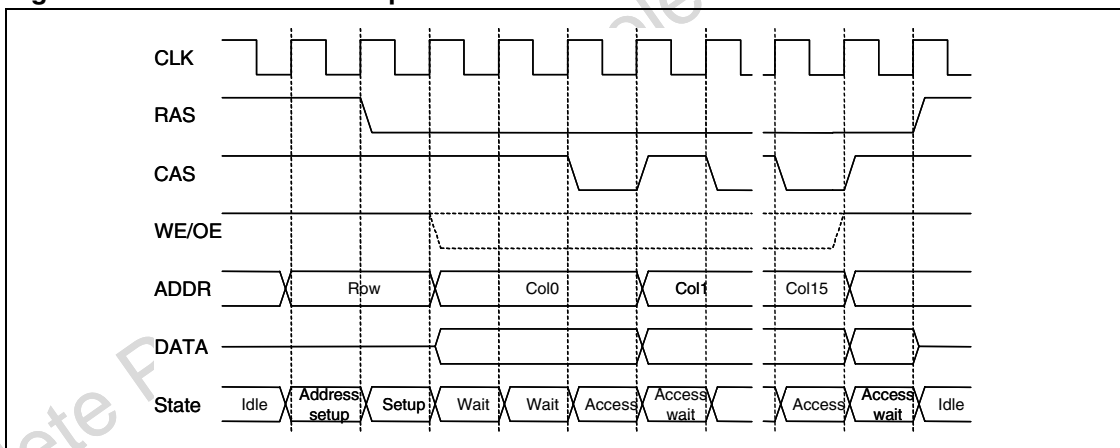 CLK
RAS
CAS
WE/OE
ADDR Row Col0 Col1 Col15
DATA
State Idle Address setup Setup Wait Wait Access Access wait Access Access wait Idle